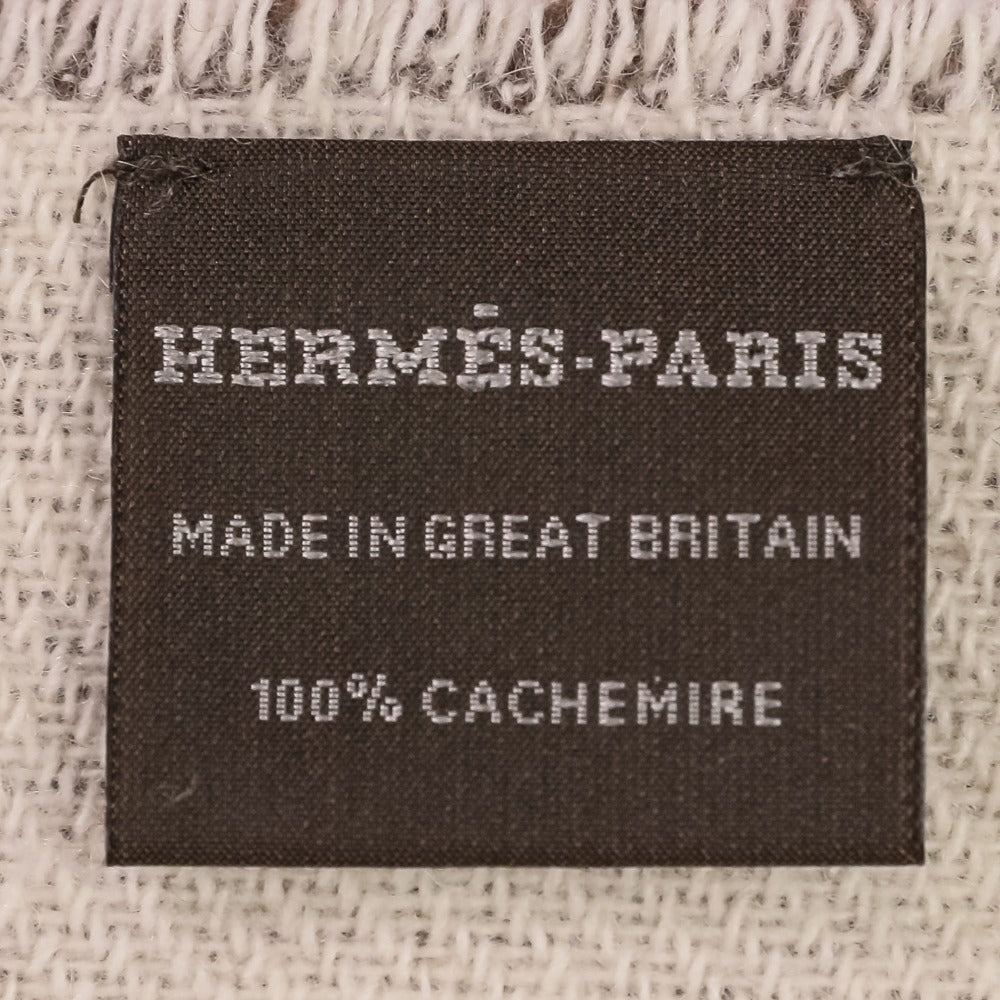 HERMÈS-PARIS
MADE IN GREAT BRITAIN
100% CACHEMIRE